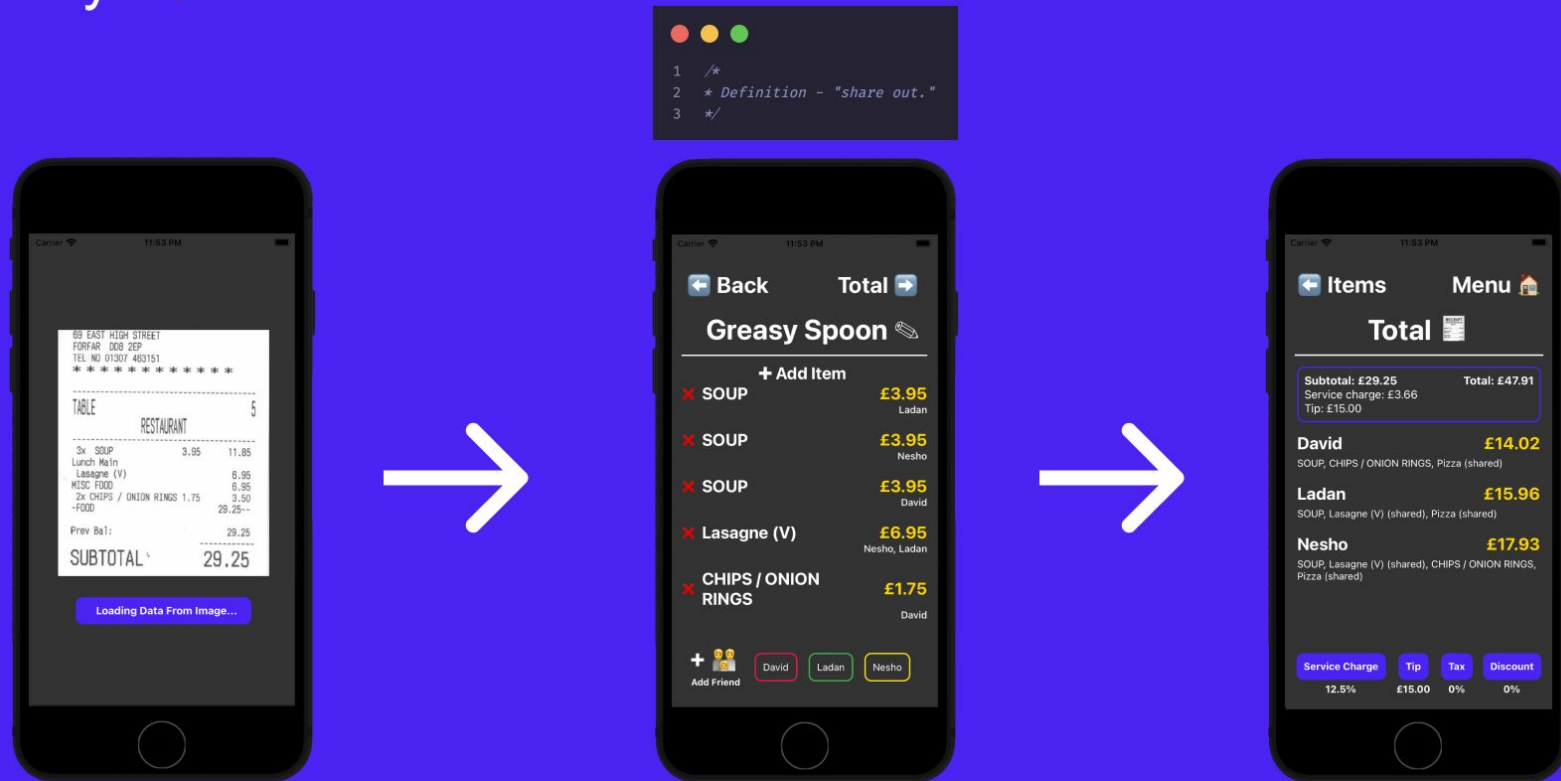 1 /*
2 * Definition - "share out."
3 */
Carrier 11:53 PM
69 EAST HIGH STREET
FORFAR DD8 2EP
TEL NO 01307 463151
* * * * * * * * * * *
TABLE 5
RESTAURANT
3x SOUP 3.95 11.85
Lunch Main
Lasagne (V) 6.95
MISC FOOD 6.95
2x CHIPS / ONION RINGS 1.75 3.50
-FOOD 29.25--
Prev Bal: 29.25
SUBTOTAL 29.25
Loading Data From Image...
Carrier 11:53 PM
Back Total
Greasy Spoon
+ Add Item
SOUP £3.95
Ladan
SOUP £3.95
Nesho
SOUP £3.95
David
Lasagne (V) £6.95
Nesho, Ladan
CHIPS / ONION
RINGS £1.75
David
+
Add Friend David Ladan Nesho
Carrier 11:53 PM
Items Menu
Total
Subtotal: £29.25 Total: £47.91
Service charge: £3.66
Tip: £15.00
David £14.02
SOUP, CHIPS / ONION RINGS, Pizza (shared)
Ladan £15.96
SOUP, Lasagne (V) (shared), Pizza (shared)
Nesho £17.93
SOUP, Lasagne (V) (shared), CHIPS / ONION RINGS,
Pizza (shared)
Service Charge Tip Tax Discount
12.5% £15.00 0% 0%